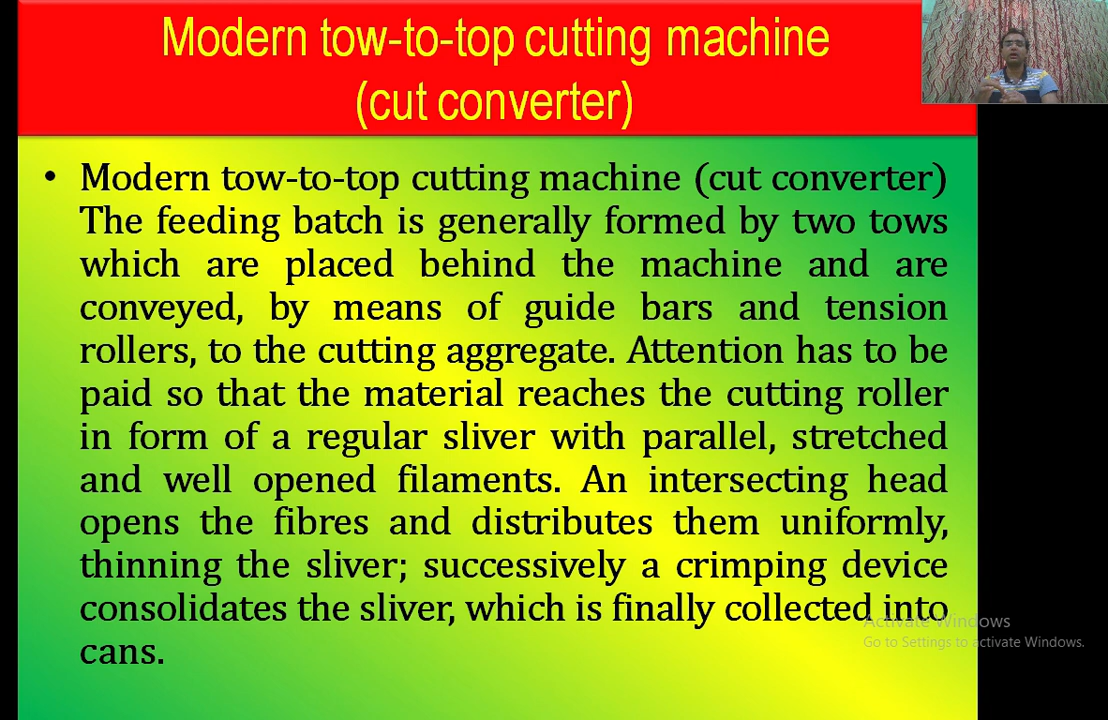 Modern tow-to-top cutting machine
(cut converter)
• Modern tow-to-top cutting machine (cut converter)
The feeding batch is generally formed by two tows
which are placed behind the machine and are
conveyed, by means of guide bars and tension
rollers, to the cutting aggregate. Attention has to be
paid so that the material reaches the cutting roller
in form of a regular sliver with parallel, stretched
and well opened filaments. An intersecting head
opens the fibres and distributes them uniformly,
thinning the sliver; successively a crimping device
consolidates the sliver, which is finally collected into
cans.
Activate Windows
Go to Settings to activate Windows.